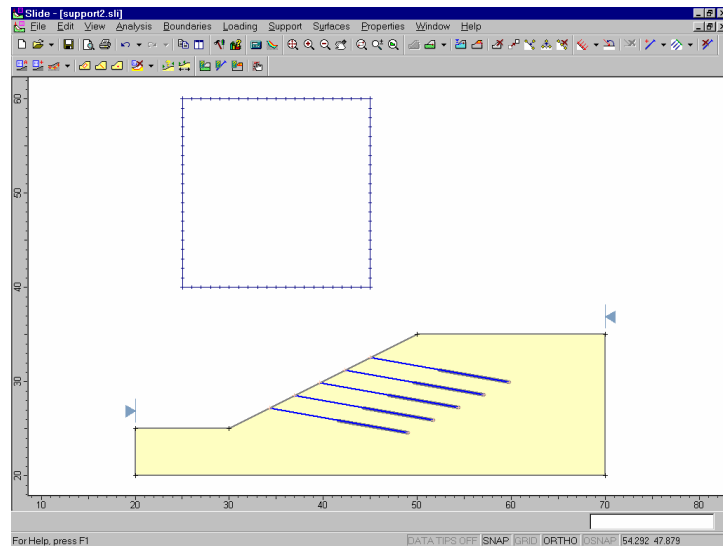 Slide - [support2.sli]
File Edit View Analysis Boundaries Loading Support Surfaces Properties Window Help
60
50
40
30
20
10 20 30 40 50 60 70 80
For Help, press F1 DATA TIPS OFF SNAP GRID ORTHO OSNAP 54.292 47.879